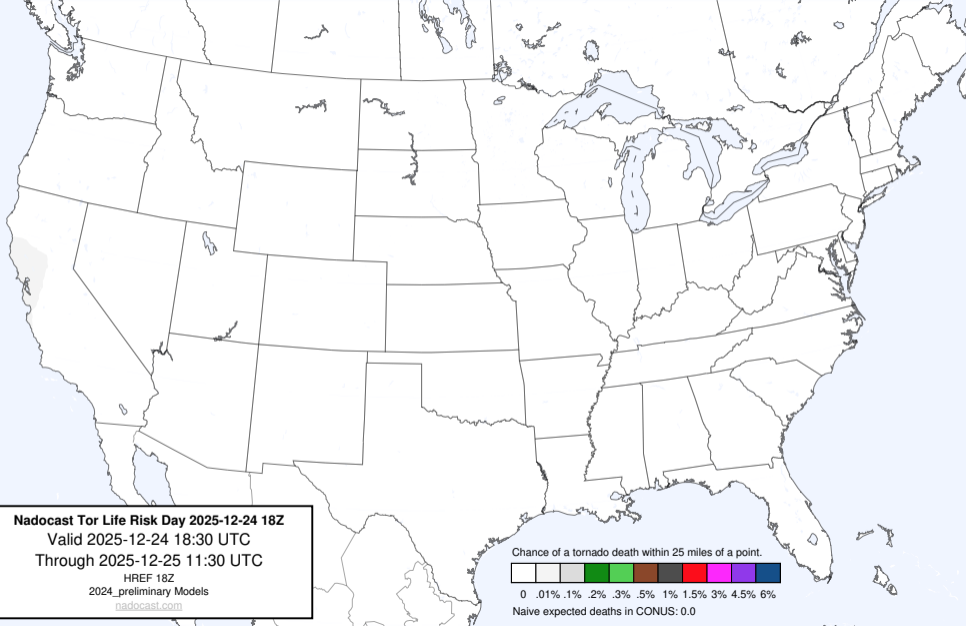 Nadocast Tor Life Risk Day 2025-12-24 18Z
Valid 2025-12-24 18:30 UTC
Through 2025-12-25 11:30 UTC
HREF 18Z
2024_preliminary Models
nadocast.com
Chance of a tornado death within 25 miles of a point.
0 .01% .1% .2% .3% .5% 1% 1.5% 3% 4.5% 6%
Naive expected deaths in CONUS: 0.0